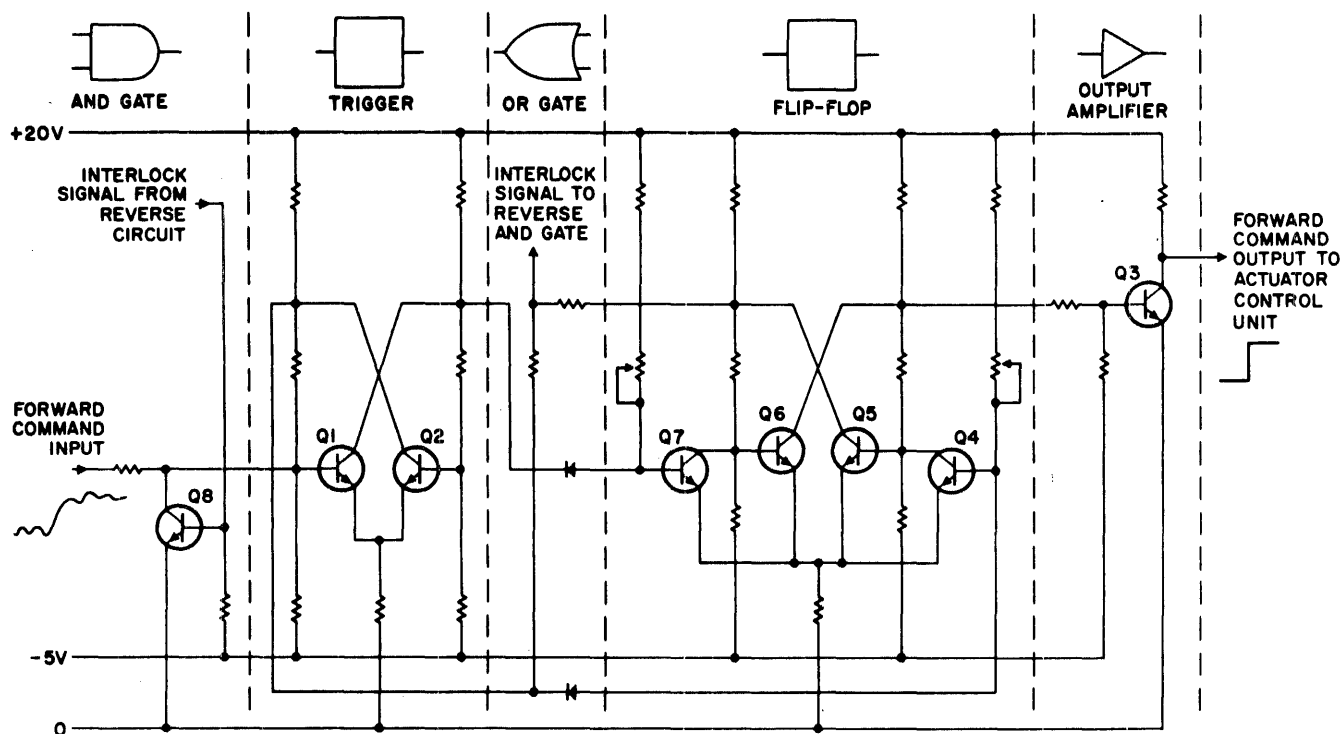 AND GATE
TRIGGER
OR GATE
FLIP-FLOP
OUTPUT
AMPLIFIER
+20V
INTERLOCK
SIGNAL FROM
REVERSE
CIRCUIT
INTERLOCK
SIGNAL TO
REVERSE
AND GATE
Q3
FORWARD
COMMAND
OUTPUT TO
ACTUATOR
CONTROL
UNIT
FORWARD
COMMAND
INPUT
Q1
Q2
Q7
Q6
Q5
Q4
Q8
-5V
0